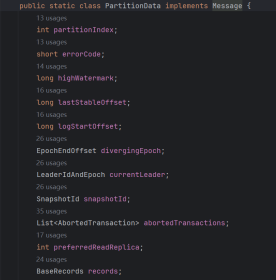 public static class PartitionData implements Message {
13 usages
int partitionIndex;
13 usages
short errorCode;
14 usages
long highWatermark;
16 usages
long lastStableOffset;
16 usages
long logStartOffset;
26 usages
EpochEndOffset divergingEpoch;
26 usages
LeaderIdAndEpoch currentLeader;
26 usages
SnapshotId snapshotId;
35 usages
List<AbortedTransaction> abortedTransactions;
17 usages
int preferredReadReplica;
24 usages
BaseRecords records;